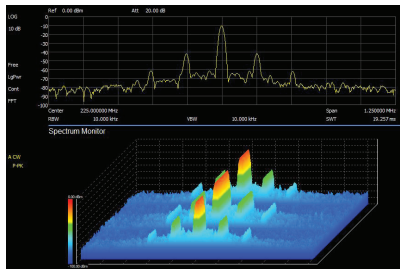 Ref 0.00 dBm Att 20.00 dB
LOG
10 dB
0
-10
-20
-30
-40
-50
-60
-70
-80
-90
-100
Free
LgPwr
Cont
FFT
Center 225.000000 MHz Span 1.250000 MHz
RBW 10.000 kHz VBW 10.000 kHz SWT 19.257 ms
Spectrum Monitor
A CW
P-PK
0.00 dBm
-100.00 dBm